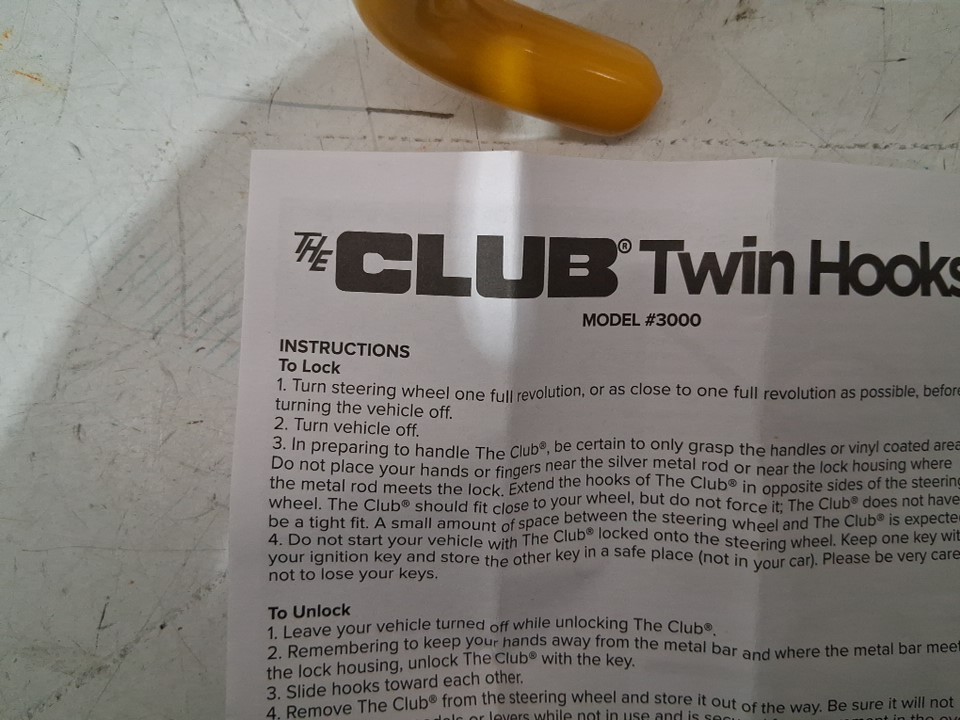 THE CLUB® Twin Hooks
MODEL #3000
INSTRUCTIONS
To Lock
1. Turn steering wheel one full revolution, or as close to one full revolution as possible, before
turning the vehicle off.
2. Turn vehicle off.
3. In preparing to handle The Club®, be certain to only grasp the handles or vinyl coated area
Do not place your hands or fingers near the silver metal rod or near the lock housing where
the metal rod meets the lock. Extend the hooks of The Club® in opposite sides of the steering
wheel. The Club® should fit close to your wheel, but do not force it; The Club® does not have
be a tight fit. A small amount of space between the steering wheel and The Club® is expecte
4. Do not start your vehicle with The Club® locked onto the steering wheel. Keep one key wit
your ignition key and store the other key in a safe place (not in your car). Please be very care
not to lose your keys.
To Unlock
1. Leave your vehicle turned off while unlocking The Club®.
2. Remembering to keep your hands away from the metal bar and where the metal bar meet
the lock housing, unlock The Club® with the key.
3. Slide hooks toward each other.
4. Remove The Club® from the steering wheel and store it out of the way. Be sure it will not
or levers while not in use and is